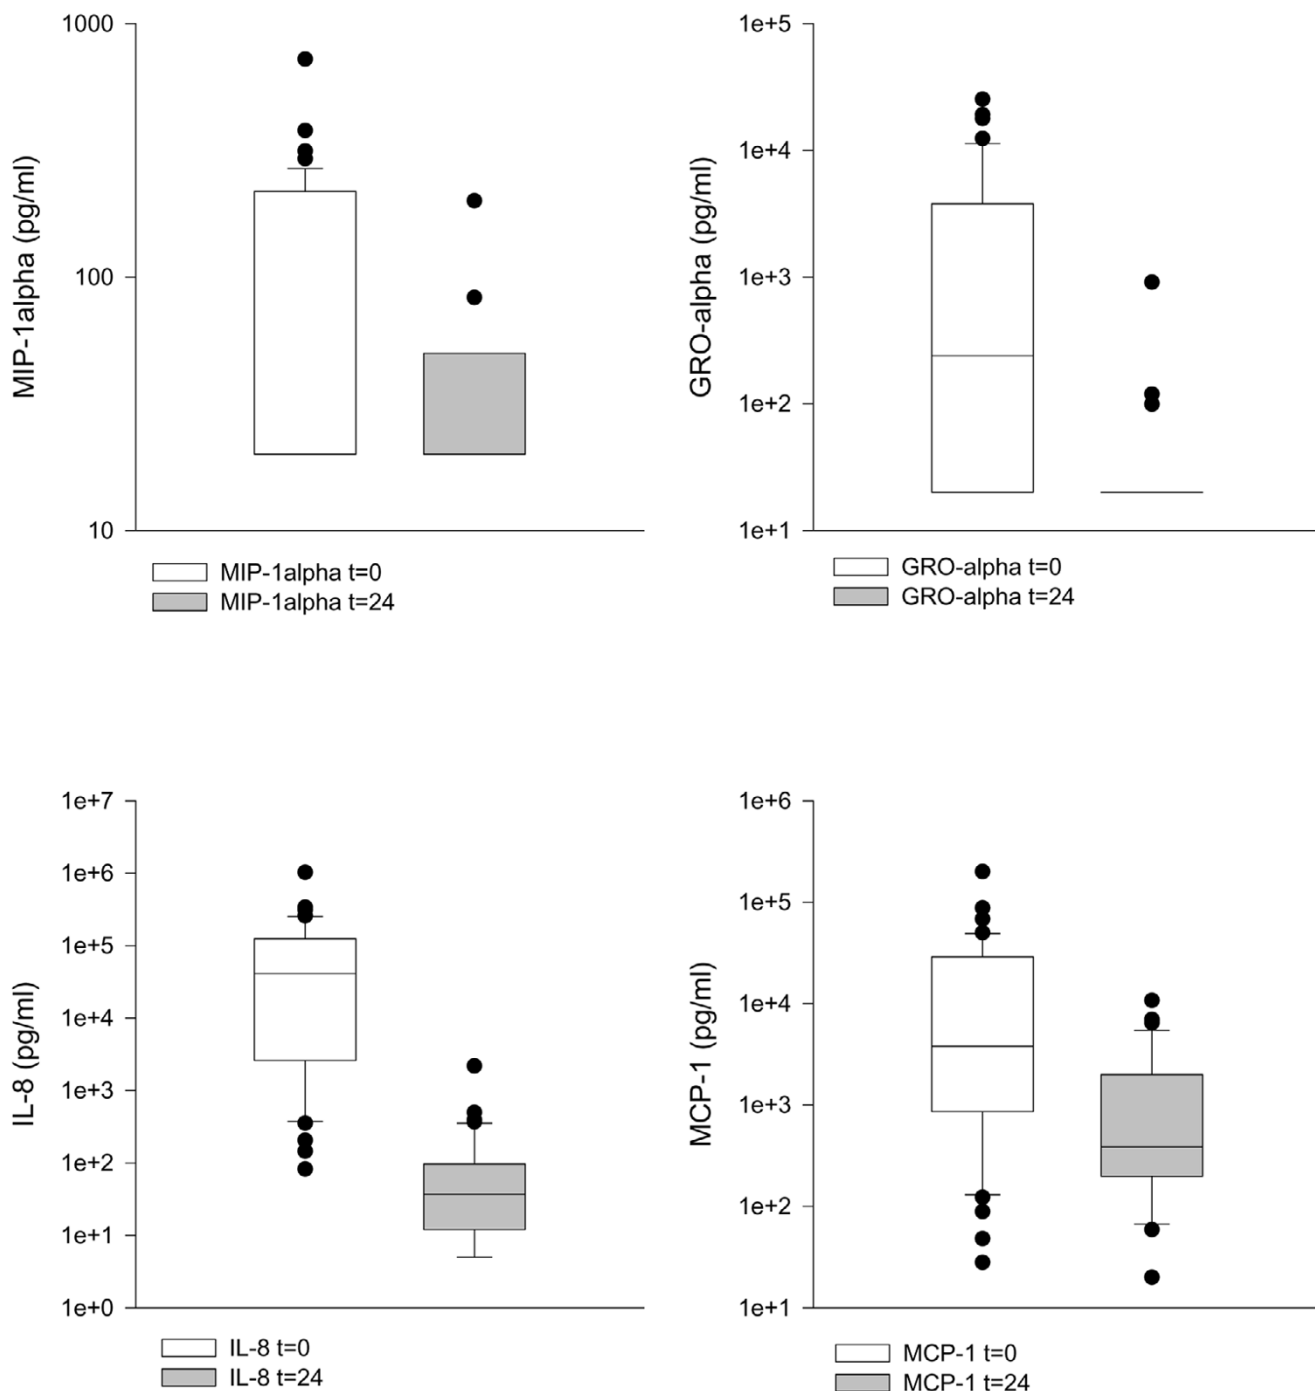 1000
100
10
MIP-1alpha (pg/ml)
MIP-1alpha t=0
MIP-1alpha t=24
1e+5
1e+4
1e+3
1e+2
1e+1
GRO-alpha (pg/ml)
GRO-alpha t=0
GRO-alpha t=24
1e+7
1e+6
1e+5
1e+4
1e+3
1e+2
1e+1
1e+0
IL-8 (pg/ml)
IL-8 t=0
IL-8 t=24
1e+6
1e+5
1e+4
1e+3
1e+2
1e+1
MCP-1 (pg/ml)
MCP-1 t=0
MCP-1 t=24